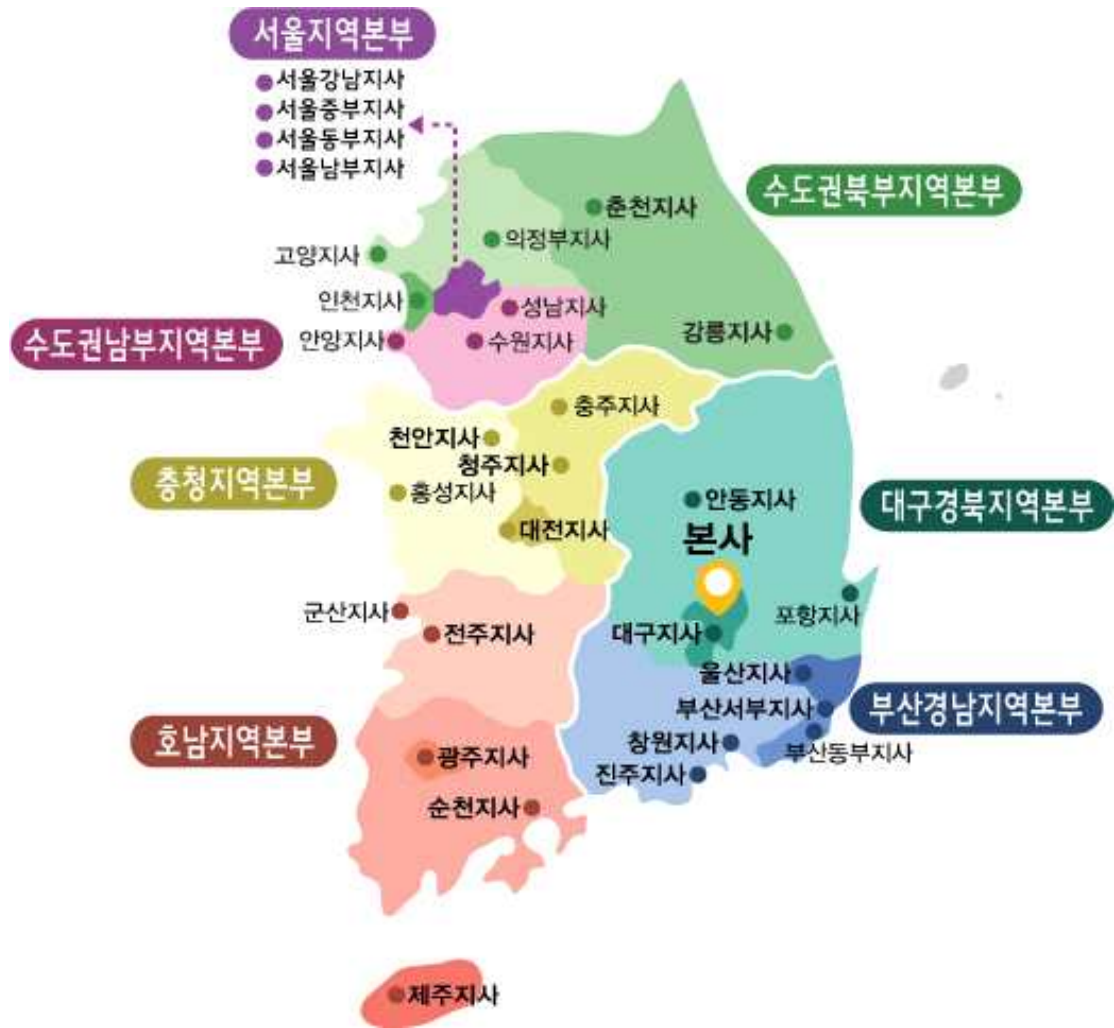 서울지역본부
서울강남지사
서울중부지사
서울동부지사
서울남부지사
수도권북부지역본부
춘천지사
의정부지사
고양지사
인천지사
성남지사
안양지사
수원지사
강릉지사
수도권남부지역본부
충주지사
천안지사
청주지사
충청지역본부
홍성지사
대전지사
안동지사
대구경북지역본부
본사
포항지사
대구지사
군산지사
전주지사
울산지사
부산서부지사
부산경남지역본부
창원지사
부산동부지사
진주지사
호남지역본부
광주지사
순천지사
제주지사